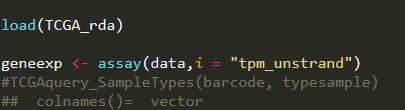 load(TCGA_rda)
geneexp <- assay(data,i = "tpm_unstrand")
#TCGAquery_SampleTypes(barcode, typesample)
## colnames()= vector